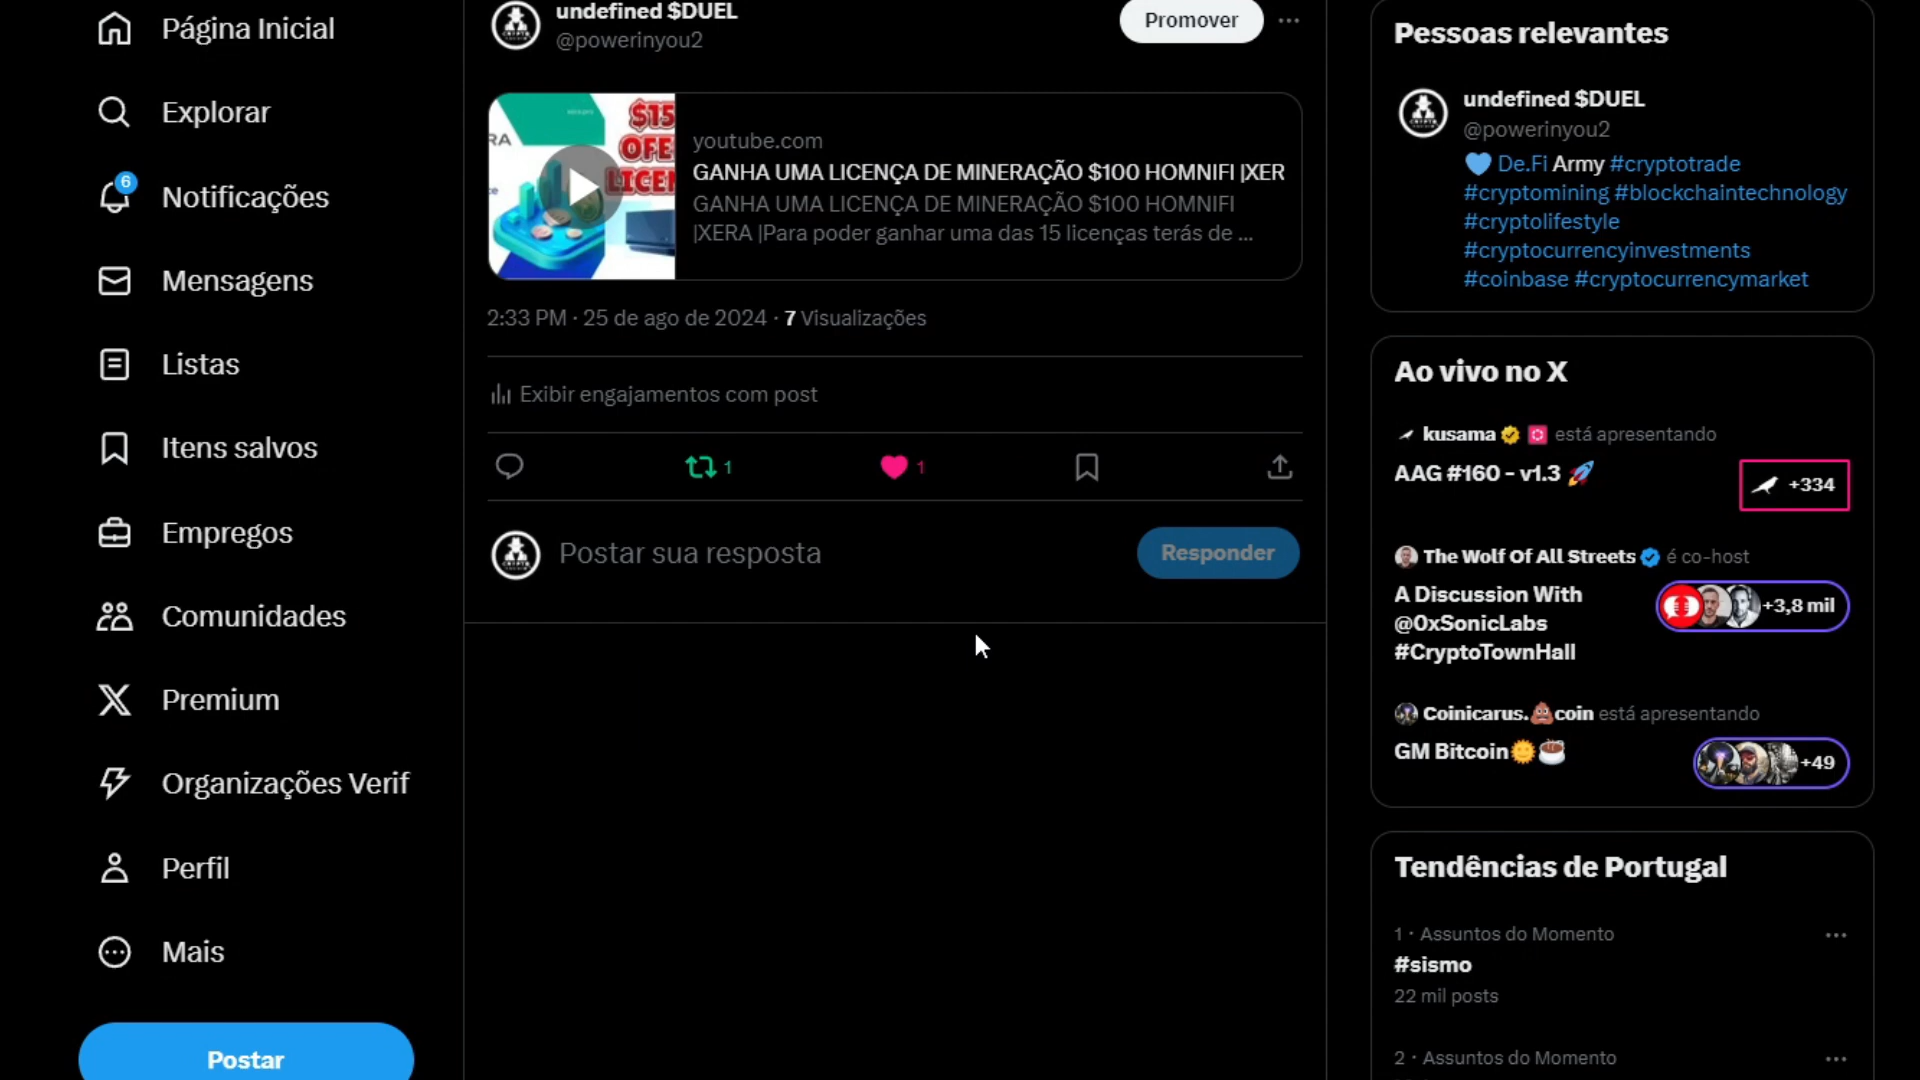 Página Inicial
Explorar
6
Notificações
Mensagens
Listas
Itens salvos
Empregos
Comunidades
Premium
Organizações Verif
Perfil
Mais
Postar
undefined $DUEL
@powerinyou2
Promover
$15
OFE
LICEN
youtube.com
GANHA UMA LICENÇA DE MINERAÇÃO $100 HOMNIFI |XER
GANHA UMA LICENÇA DE MINERAÇÃO $100 HOMNIFI
|XERA |Para poder ganhar uma das 15 licenças terás de ...
2:33 PM · 25 de ago de 2024 · 7 Visualizações
Exibir engajamentos com post
1
1
Postar sua resposta
Responder
Pessoas relevantes
undefined $DUEL
@powerinyou2
💙 De.Fi Army #cryptotrade
#cryptomining #blockchaintechnology
#cryptolifestyle
#cryptocurrencyinvestments
#coinbase #cryptocurrencymarket
Ao vivo no X
kusama está apresentando
AAG #160 - v1.3 🚀
+334
The Wolf Of All Streets é co-host
A Discussion With
@0xSonicLabs
#CryptoTownHall
+3,8 mil
Coinicarus.💩coin está apresentando
GM Bitcoin🌞☕
+49
Tendências de Portugal
1 · Assuntos do Momento
#sismo
22 mil posts
2 · Assuntos do Momento